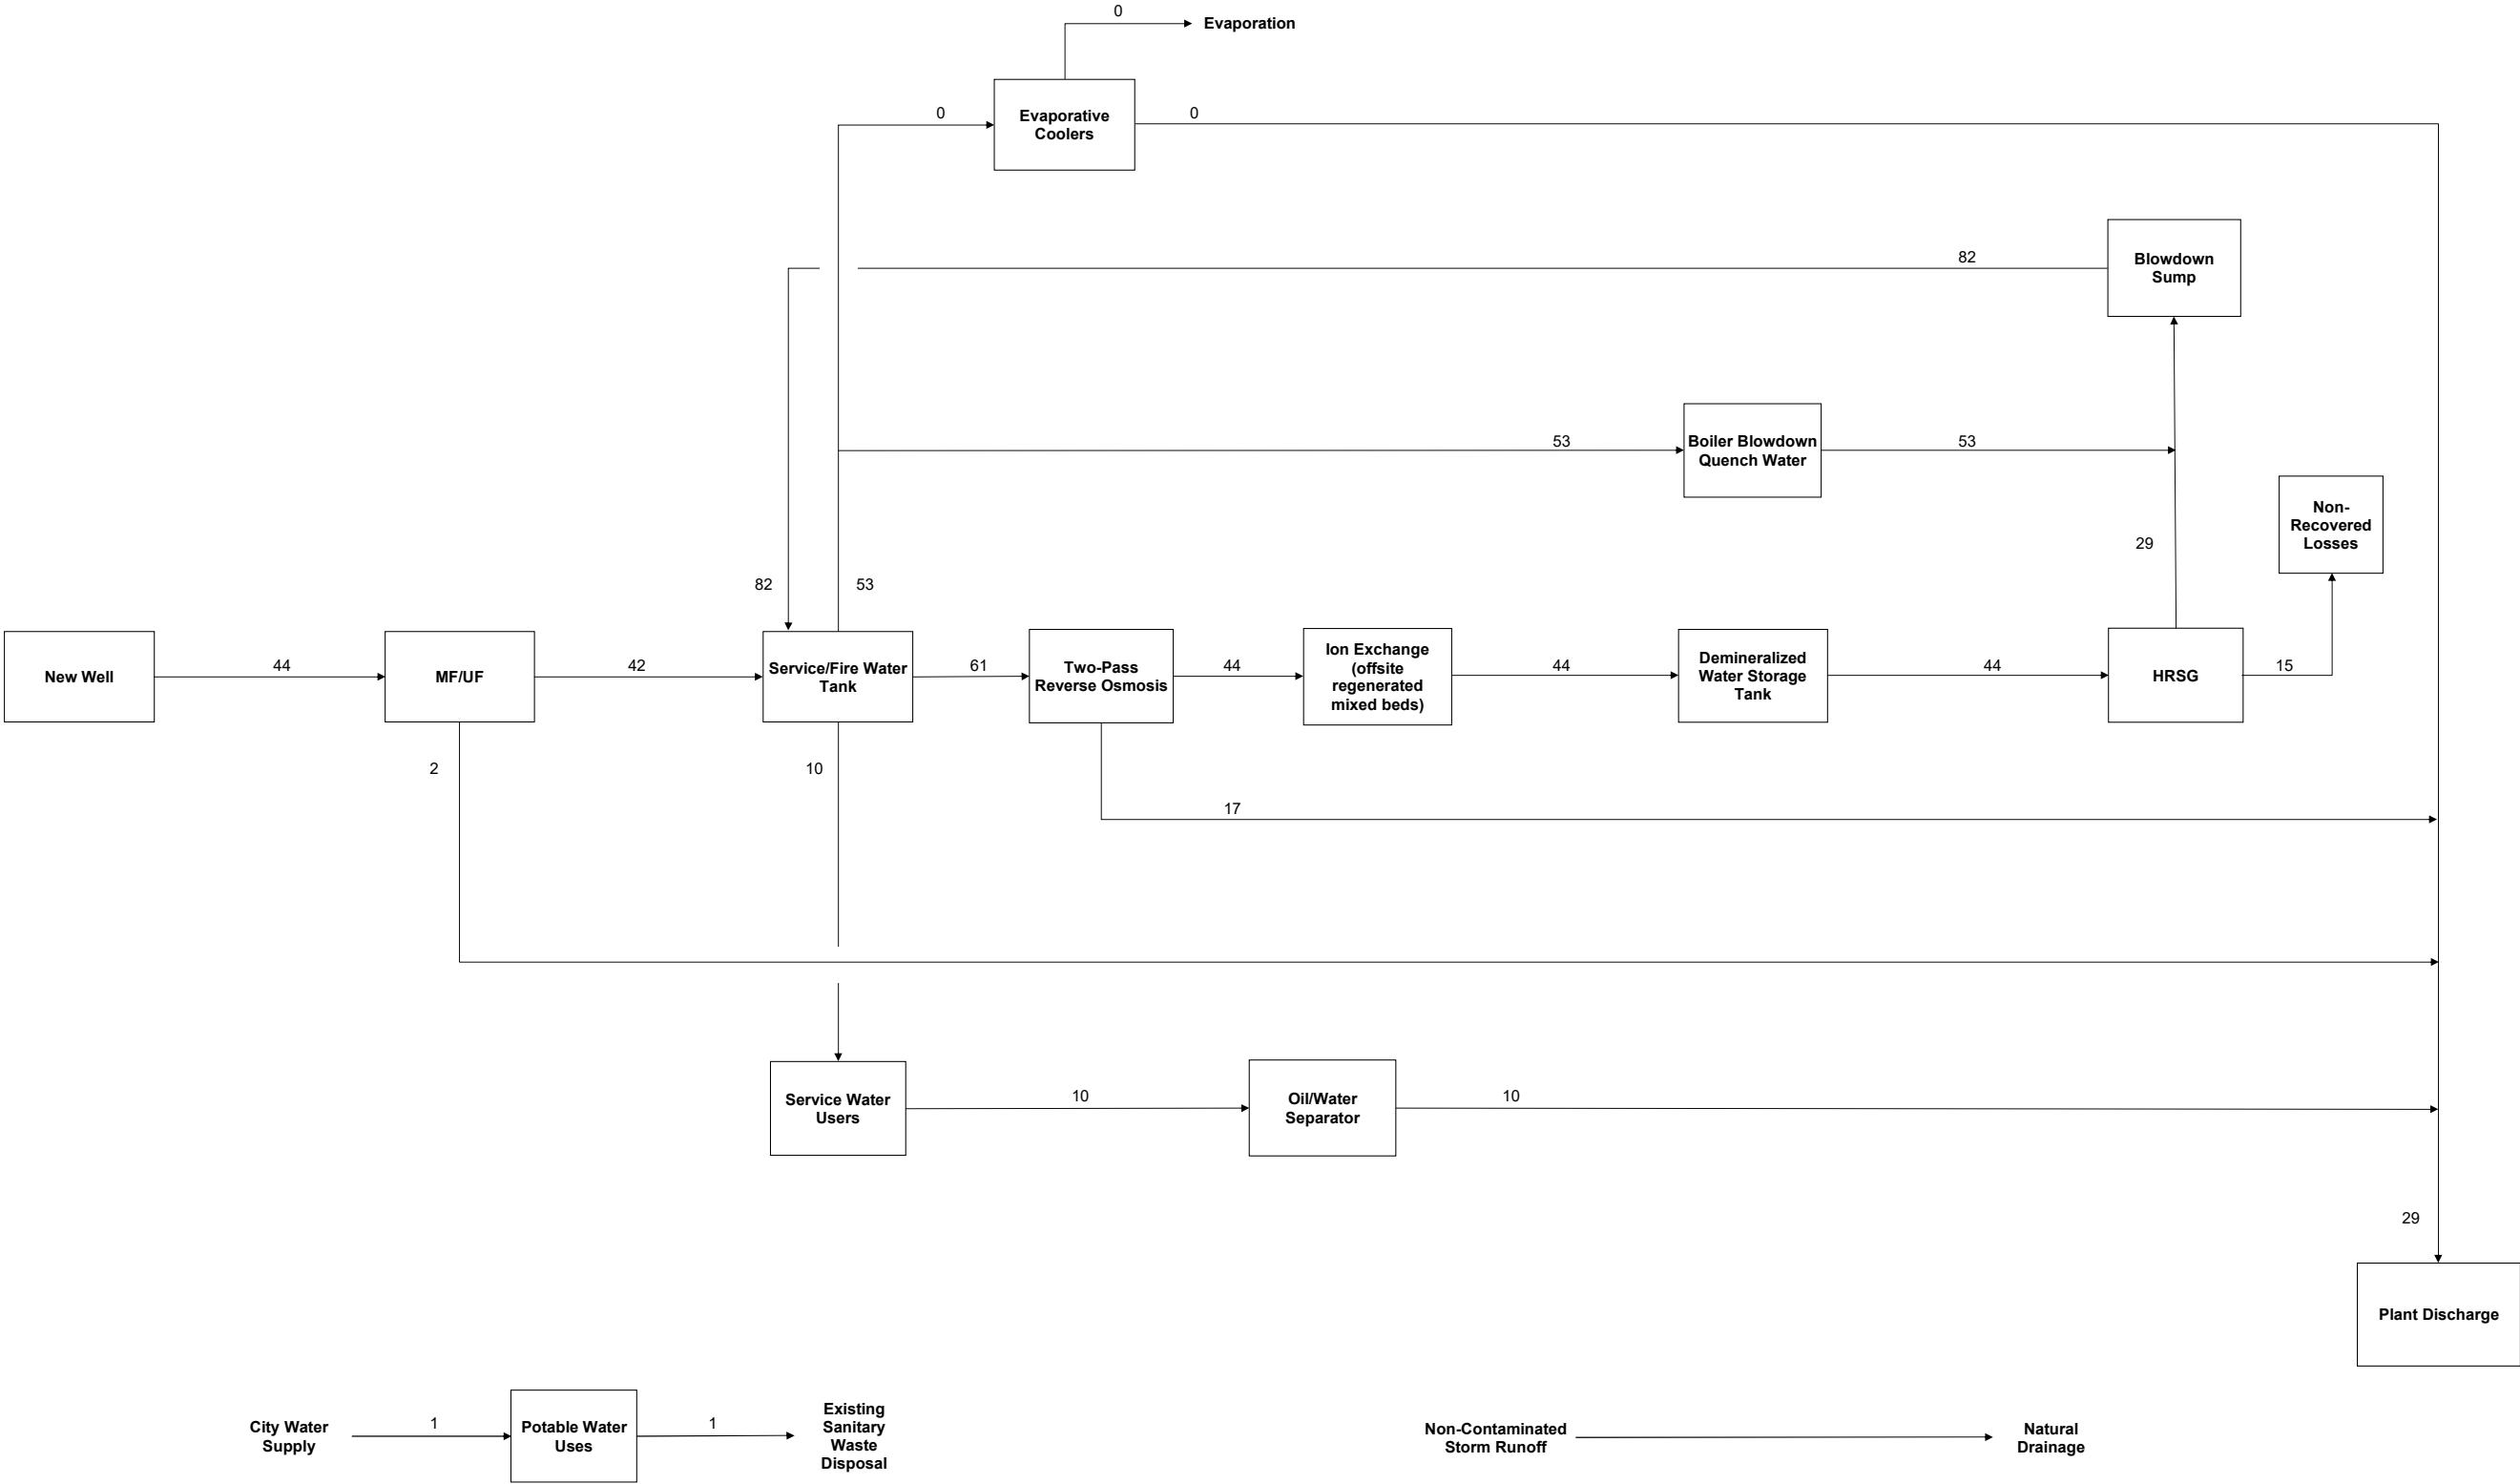 0
Evaporation
Evaporative
Coolers
0
0
Blowdown
Sump
82
Boiler Blowdown
Quench Water
53
53
Non-
Recovered
Losses
29
82
53
New Well
44
MF/UF
42
Service/Fire Water
Tank
61
Two-Pass
Reverse Osmosis
44
Ion Exchange
(offsite
regenerated
mixed beds)
44
Demineralized
Water Storage
Tank
44
HRSG
15
2
10
17
Service Water
Users
10
Oil/Water
Separator
10
29
Plant Discharge
City Water
Supply
1
Potable Water
Uses
1
Existing
Sanitary
Waste
Disposal
Non-Contaminated
Storm Runoff
Natural
Drainage